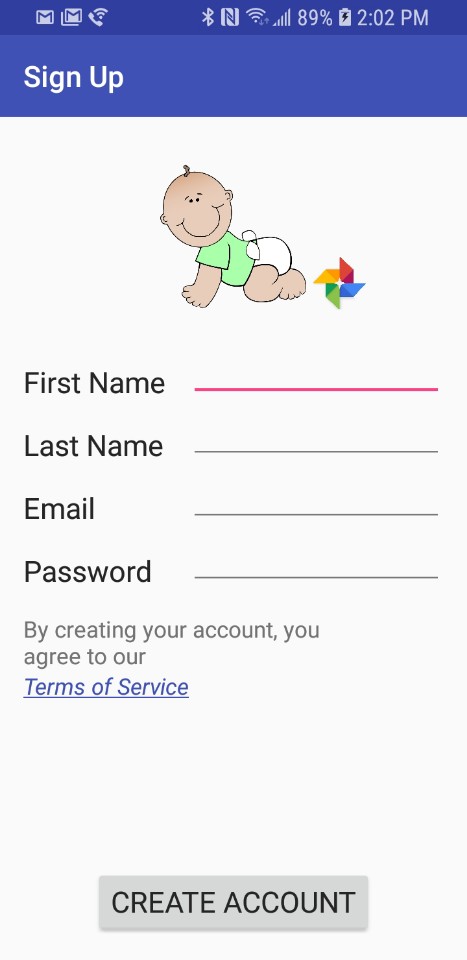 89% 2:02 PM
Sign Up
First Name
Last Name
Email
Password
By creating your account, you
agree to our
Terms of Service
CREATE ACCOUNT